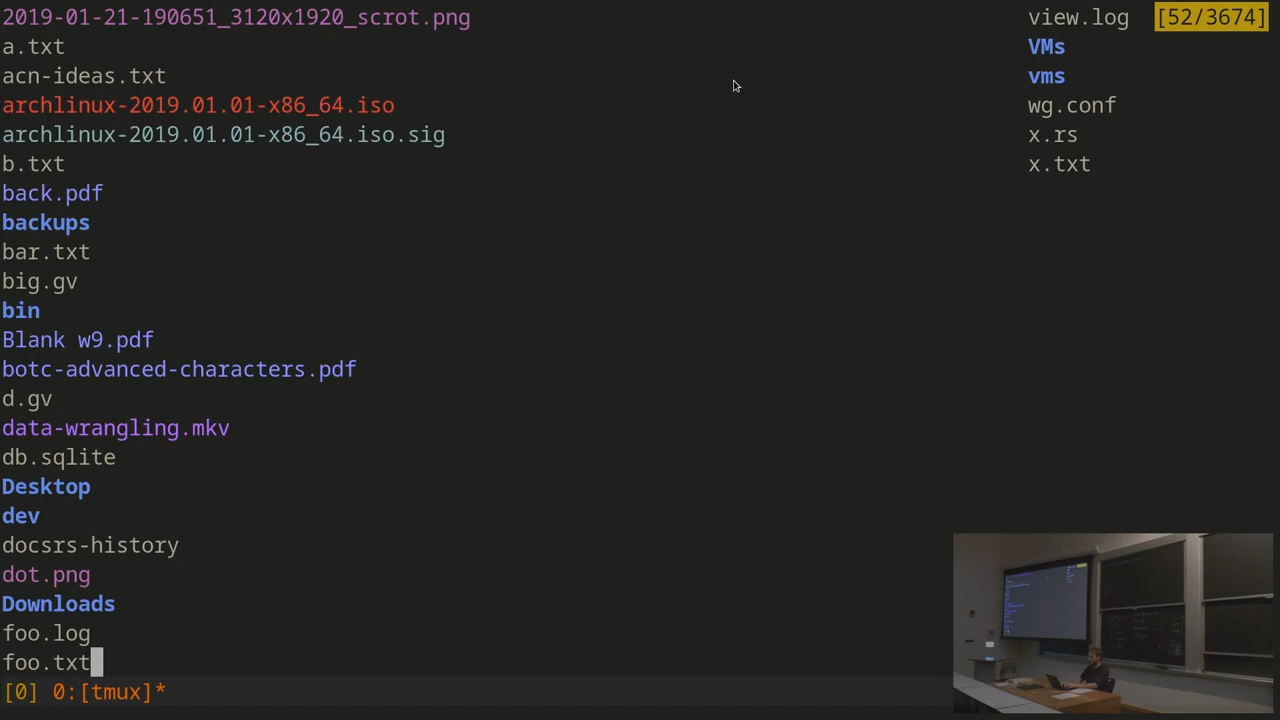 2019-01-21-190651_3120x1920_scrot.png view.log [52/3674]
a.txt VMs
acn-ideas.txt vms
archlinux-2019.01.01-x86_64.iso wg.conf
archlinux-2019.01.01-x86_64.iso.sig x.rs
b.txt x.txt
back.pdf
backups
bar.txt
big.gv
bin
Blank w9.pdf
botc-advanced-characters.pdf
d.gv
data-wrangling.mkv
db.sqlite
Desktop
dev
docsrs-history
dot.png
Downloads
foo.log
foo.txt
[0] 0:[tmux]*